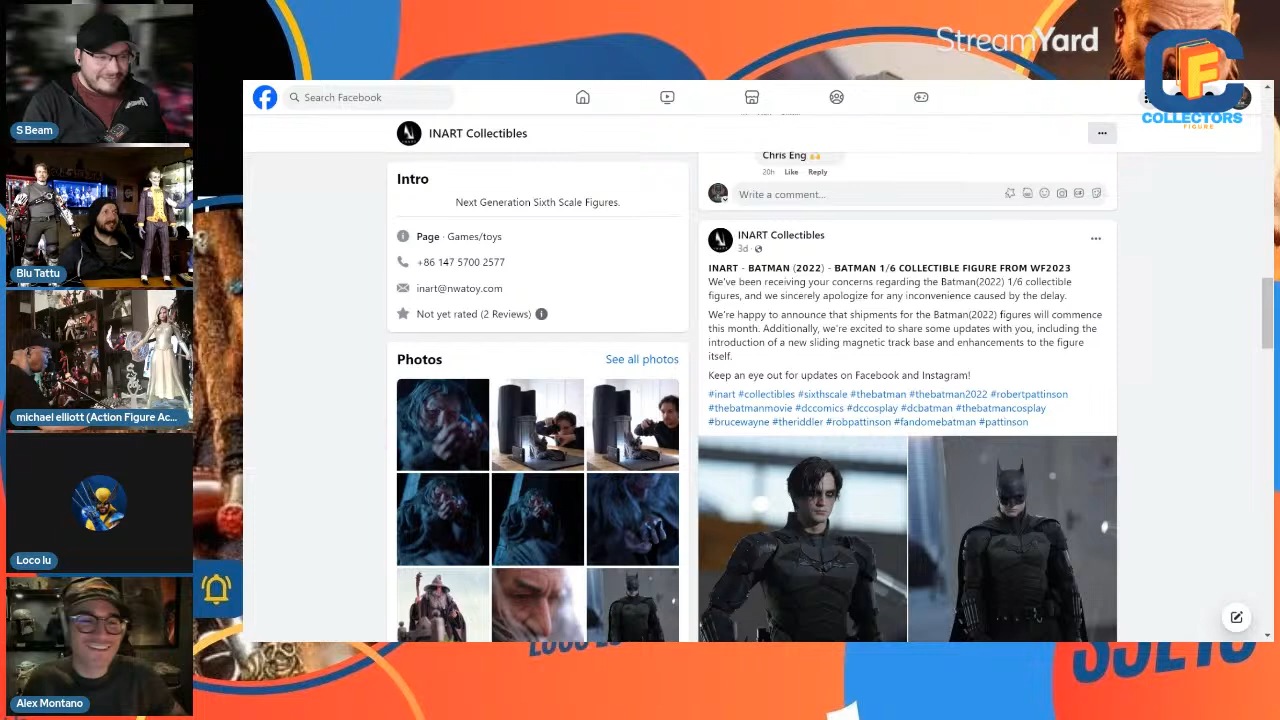 StreamYard
CF
COLLECTORS
FIGURE
S Beam
Blu Tattu
michael elliott (Action Figure Ac...
Loco lu
Alex Montano
Search Facebook
INART Collectibles
Intro
Next Generation Sixth Scale Figures.
Page · Games/toys
+86 147 5700 2577
inart@nwatoy.com
Not yet rated (2 Reviews)
Photos
See all photos
Chris Eng 🙌
20h Like Reply
Write a comment...
INART Collectibles
3d ·
INART - BATMAN (2022) - BATMAN 1/6 COLLECTIBLE FIGURE FROM WF2023
We've been receiving your concerns regarding the Batman(2022) 1/6 collectible
figures, and we sincerely apologize for any inconvenience caused by the delay.
We're happy to announce that shipments for the Batman(2022) figures will commence
this month. Additionally, we're excited to share some updates with you, including the
introduction of a new sliding magnetic track base and enhancements to the figure
itself.
Keep an eye out for updates on Facebook and Instagram!
#inart #collectibles #sixthscale #thebatman #thebatman2022 #robertpattinson
#thebatmanmovie #dccomics #dccosplay #dcbatman #thebatmancosplay
#brucewayne #theriddler #robpattinson #fandomebatman #pattinson